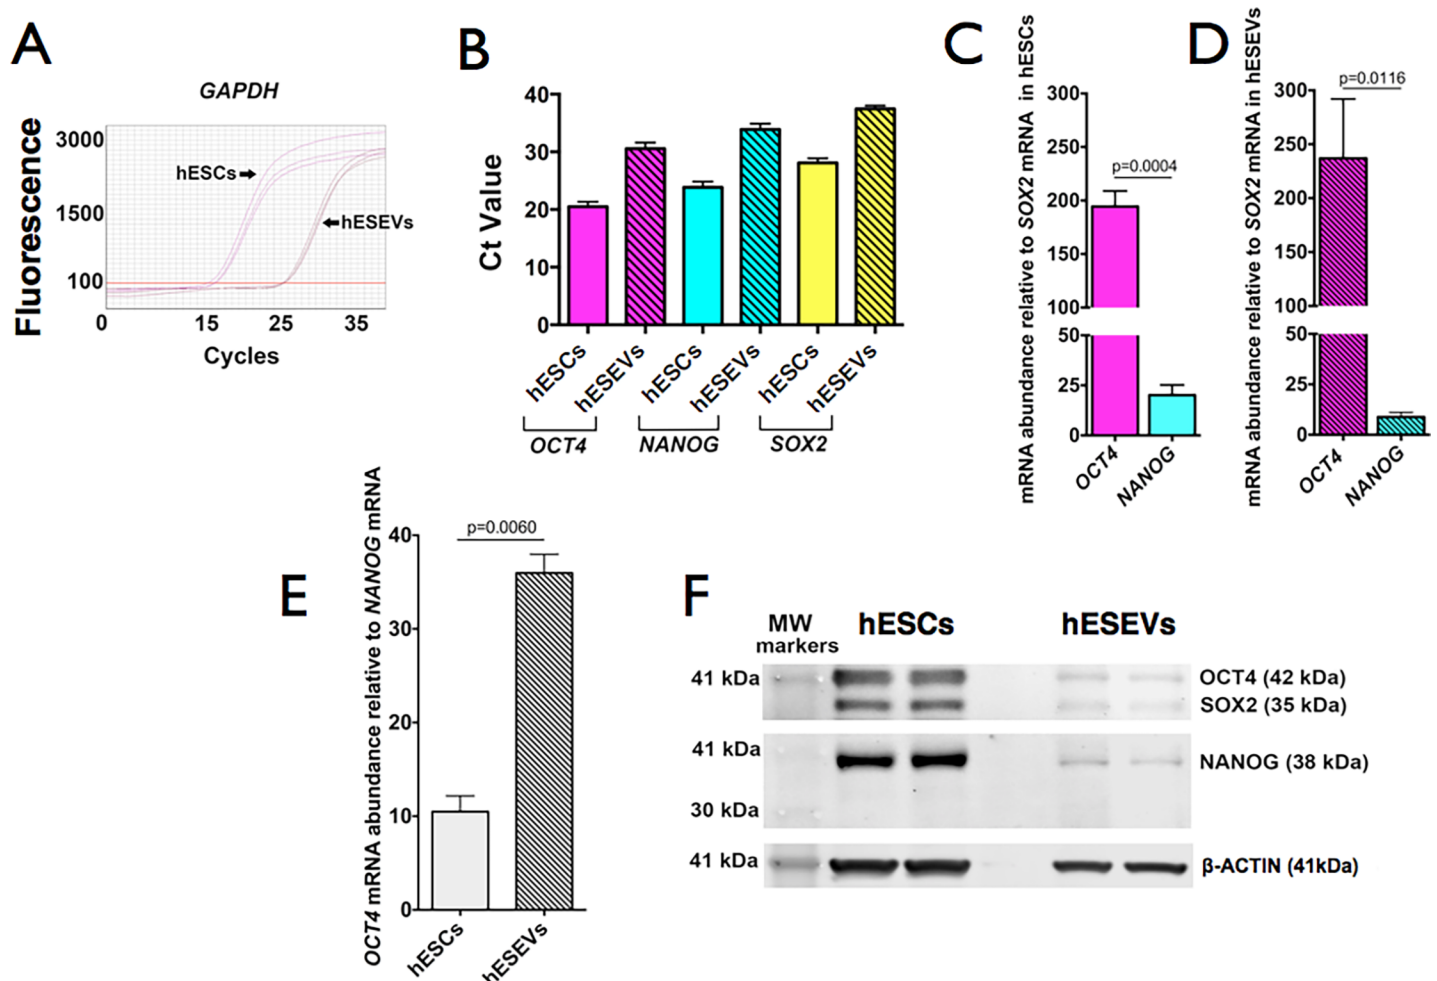 A
GAPDH
Fluorescence
3000
1500
100
hESCs
hESEVs
0 15 25 35
Cycles
B
Ct Value
40
30
20
10
0
hESCs hESEVs hESCs hESEVs hESCs hESEVs
OCT4 NANOG SOX2
C
mRNA abundance relative to SOX2 mRNA in hESCs
300
250
200
150
100
50
25
0
p=0.0004
OCT4 NANOG
D
mRNA abundance relative to SOX2 mRNA in hESEVs
300
250
200
150
100
50
25
0
p=0.0116
OCT4 NANOG
E
OCT4 mRNA abundance relative to NANOG mRNA
40
30
20
10
0
p=0.0060
hESCs hESEVs
F
MW
markers
hESCs hESEVs
41 kDa
OCT4 (42 kDa)
SOX2 (35 kDa)
41 kDa
NANOG (38 kDa)
30 kDa
41 kDa
β-ACTIN (41kDa)